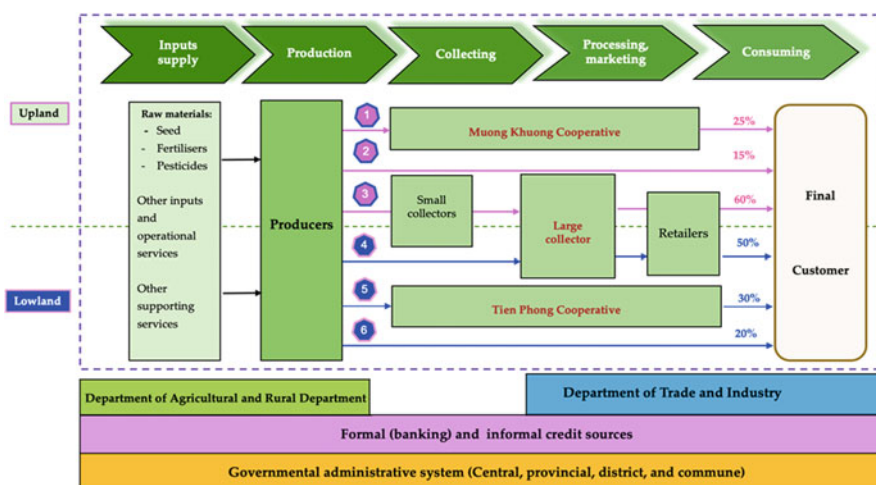 Inputs
supply
Production
Collecting
Processing,
marketing
Consuming
Upland
Raw materials:
- Seed
- Fertilisers
- Pesticides
Other inputs
and
operational
services
Other
supporting
services
Producers
1
Muong Khuong Cooperative
25%
2
15%
3
Small
collectors
Large
collector
60%
Retailers
4
50%
Final
Customer
Lowland
5
Tien Phong Cooperative
30%
6
20%
Department of Agricultural and Rural Department
Department of Trade and Industry
Formal (banking) and informal credit sources
Governmental administrative system (Central, provincial, district, and commune)